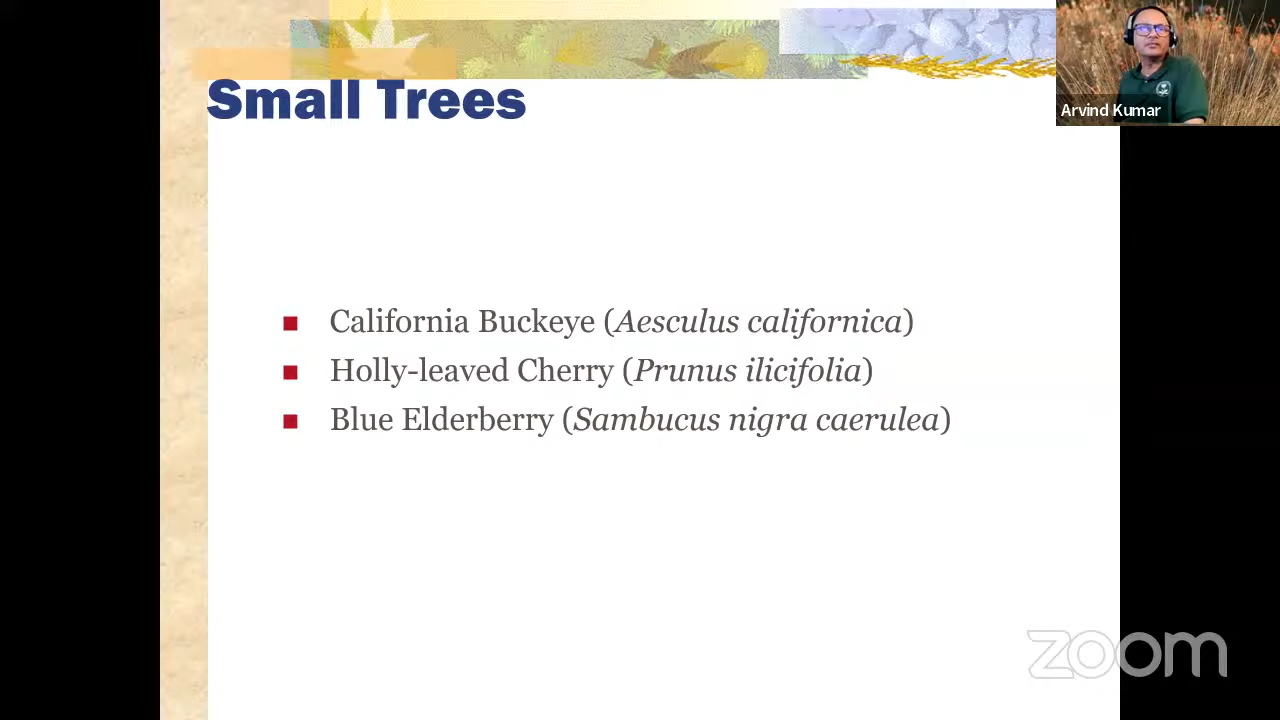 Small Trees
Arvind Kumar
California Buckeye (Aesculus californica)
Holly-leaved Cherry (Prunus ilicifolia)
Blue Elderberry (Sambucus nigra caerulea)
zoom